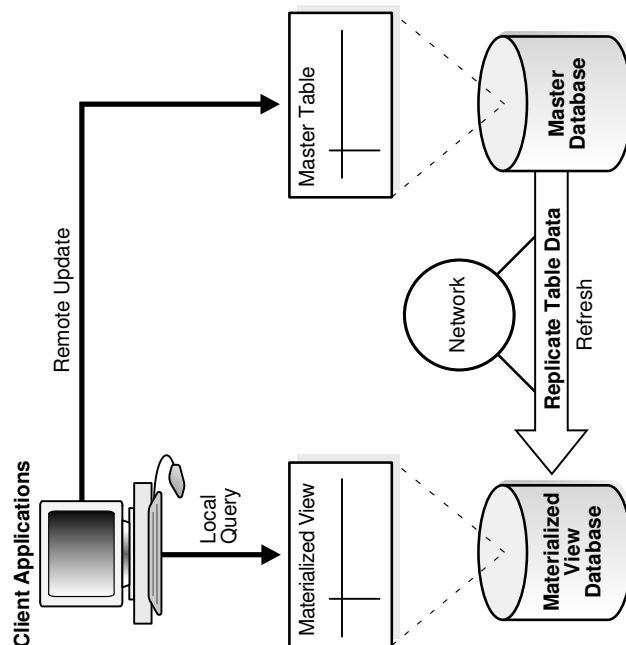 Client Applications
Remote Update
Local
Query
Materialized View
Master Table
Network
Replicate Table Data
Refresh
Materialized
View
Database
Master
Database